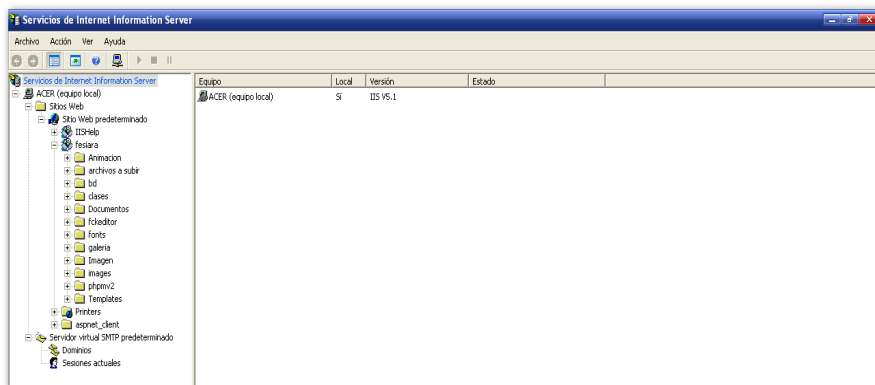 Servicios de Internet Information Server
Archivo Acción Ver Ayuda
Servicios de Internet Information Server
ACER (equipo local)
Sitios Web
Sitio Web predeterminado
IISHelp
fesiara
Animacion
archivos a subir
bd
clases
Documentos
fckeditor
fonts
galeria
Imagen
images
phpmv2
Templates
Printers
aspnet_client
Servidor virtual SMTP predeterminado
Dominios
Sesiones actuales
Equipo Local Versión Estado
ACER (equipo local) Sí IIS V5.1